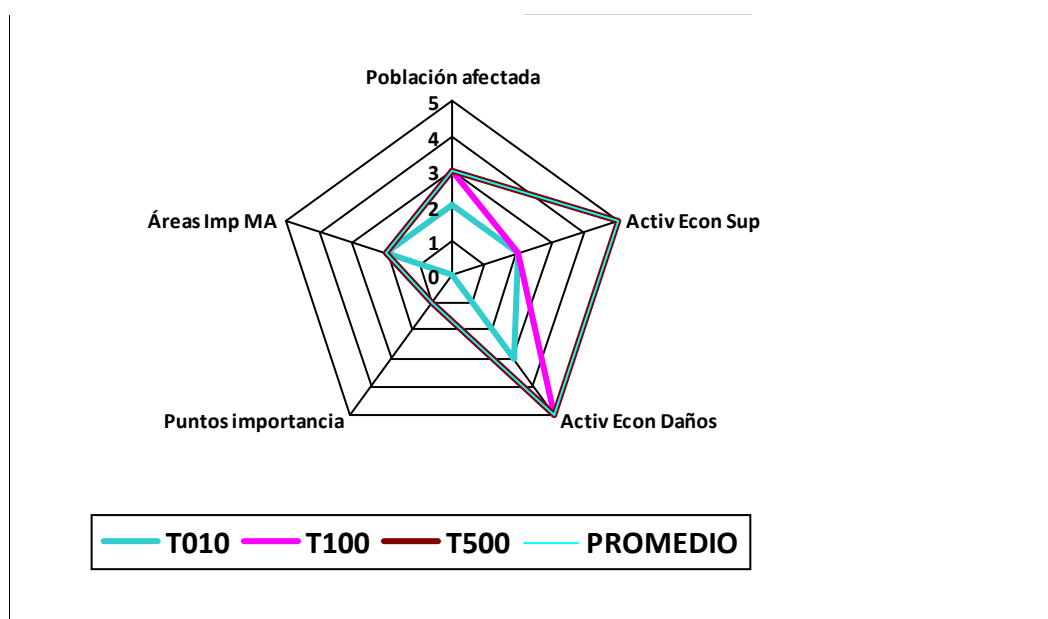 Población afectada
5
4
3
2
1
0
Áreas Imp MA
Activ Econ Sup
Puntos importancia
Activ Econ Daños
T010 T100 T500 PROMEDIO